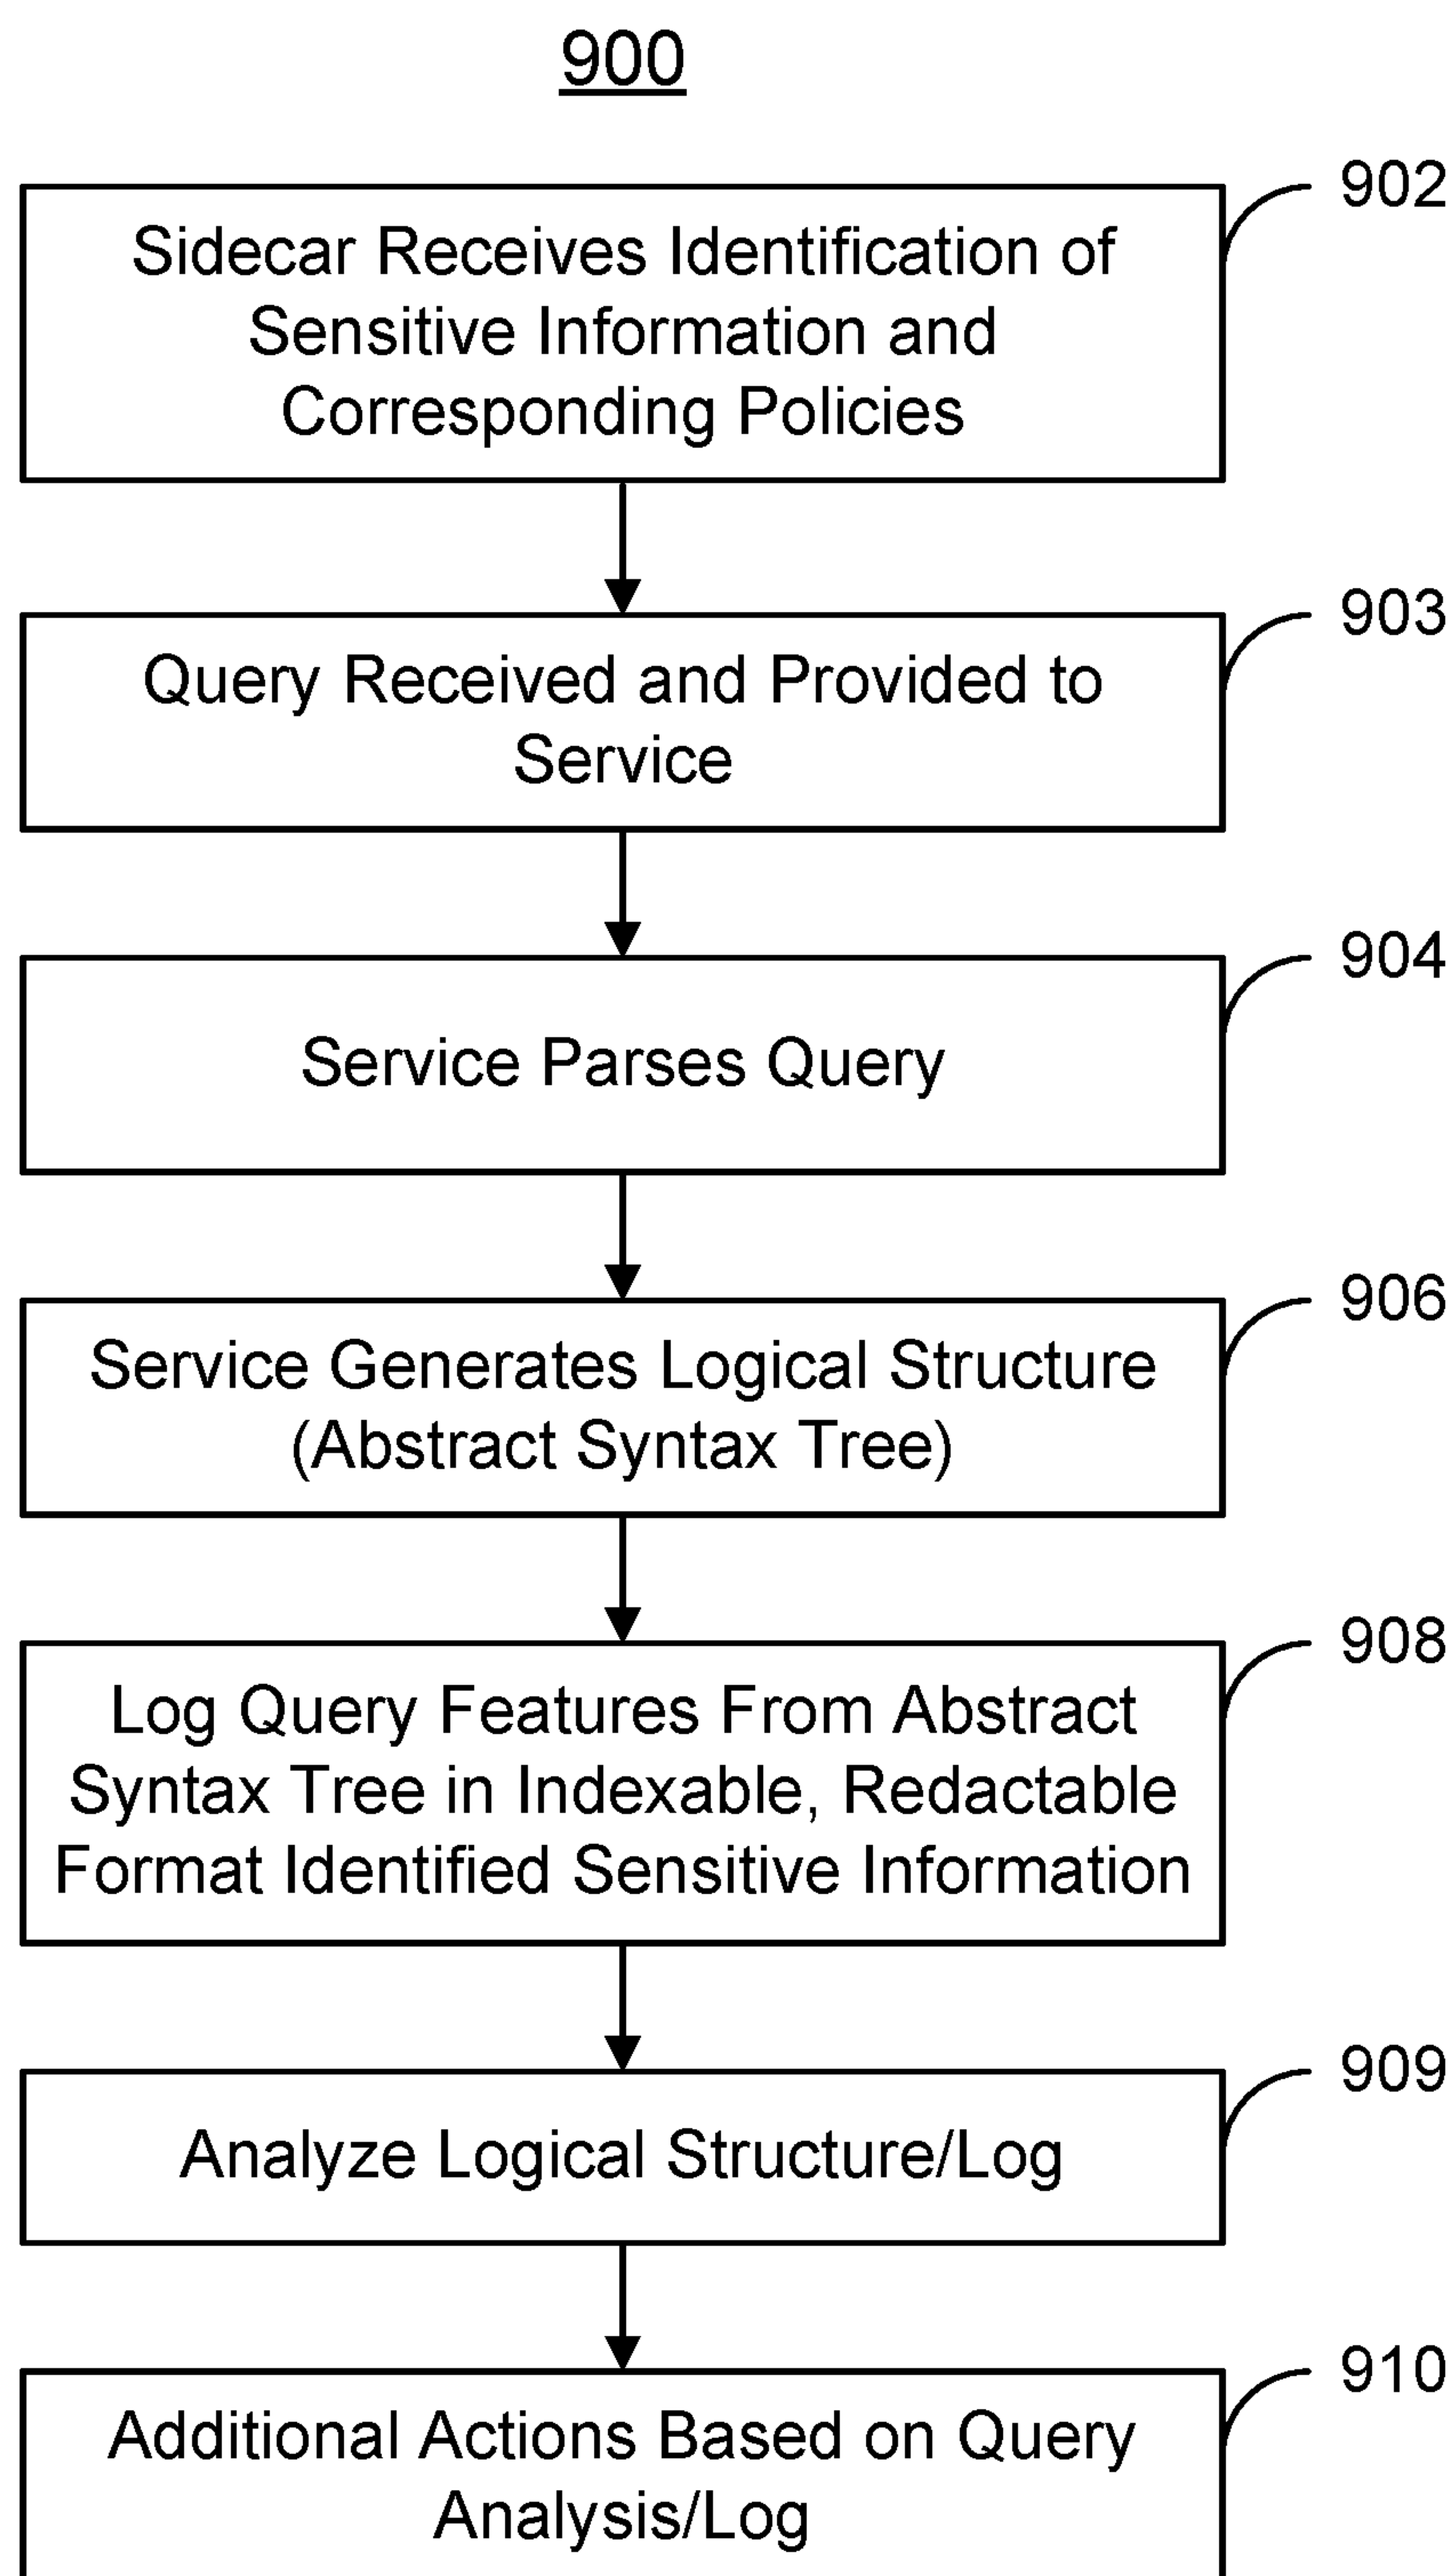 900
902
Sidecar Receives Identification of
Sensitive Information and
Corresponding Policies
903
Query Received and Provided to
Service
904
Service Parses Query
906
Service Generates Logical Structure
(Abstract Syntax Tree)
908
Log Query Features From Abstract
Syntax Tree in Indexable, Redactable
Format Identified Sensitive Information
909
Analyze Logical Structure/Log
910
Additional Actions Based on Query
Analysis/Log